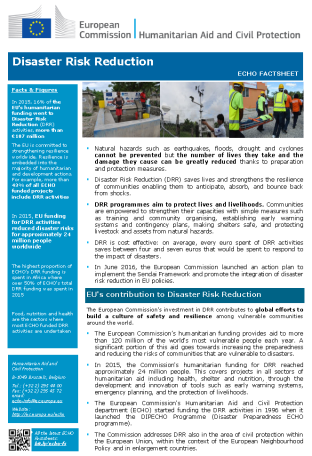 European
Commission
Humanitarian Aid and Civil Protection
Disaster Risk Reduction
ECHO FACTSHEET
Facts & Figures
In 2015, 16% of the
EU's humanitarian
funding went to
Disaster Risk
Reduction (DRR)
activities: more than
€187 million
The EU is committed to
strengthening resilience
worldwide. Resilience is
embedded into the
majority of humanitarian
and development actions.
For example, more than
49% of all ECHO
funded projects
include DRR activities
In 2015, EU funding
for DRR activities
reduced disaster risks
for approximately 24
million people
worldwide
The highest proportion of
ECHO's DRR funding is
spent in Africa where
over 50% of ECHO's total
DRR funding was spent in
2015
Food, nutrition and health
are the sectors where
most ECHO funded DRR
activities are undertaken
Humanitarian Aid and
Civil Protection
B-1049 Brussels, Belgium
Tel.: (+32 2) 295 44 00
Fax: (+32 2) 295 45 72
email:
echo-info@ec.europa.eu
Website
http://ec.europa.eu/echo
All the latest ECHO
Factsheets:
bit.ly/echo-fs
• Natural hazards such as earthquakes, floods, drought and cyclones
cannot be prevented but the number of lives they take and the
damage they cause can be greatly reduced thanks to preparation
and protection measures.
• Disaster Risk Reduction (DRR) saves lives and strengthens the resilience
of communities enabling them to anticipate, absorb, and bounce back
from shocks.
• DRR programmes aim to protect lives and livelihoods. Communities
are empowered to strengthen their capacities with simple measures such
as training and community organising, establishing early warning
systems and contingency plans, making shelters safe, and protecting
livestock and assets from natural hazards.
• DRR is cost effective: on average, every euro spent of DRR activities
saves between four and seven euros that would be spent to respond to
the impact of disasters.
• In June 2016, the European Commission launched an action plan to
implement the Sendai Framework and promote the integration of disaster
risk reduction in EU policies.
EU's contribution to Disaster Risk Reduction
The European Commission's investment in DRR contributes to global efforts to
build a culture of safety and resilience among vulnerable communities
around the world.
• The European Commission's humanitarian funding provides aid to more
than 120 million of the world's most vulnerable people each year. A
significant portion of this aid goes towards increasing the preparedness
and reducing the risks of communities that are vulnerable to disasters.
• In 2015, the Commission's humanitarian funding for DRR reached
approximately 24 million people. This covers projects in all sectors of
humanitarian aid including health, shelter and nutrition, through the
development and innovation of tools such as early warning systems,
emergency planning, and the protection of livelihoods.
• The European Commission's Humanitarian Aid and Civil Protection
department (ECHO) started funding the DRR activities in 1996 when it
launched the DIPECHO Programme (Disaster Preparedness ECHO
programme).
• The Commission addresses DRR also in the area of civil protection within
the European Union, within the context of the European Neighbourhood
Policy and in enlargement countries.